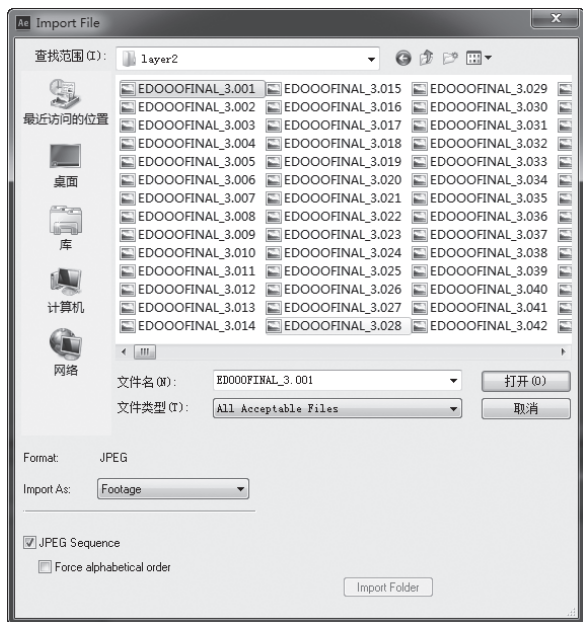 Ae Import File
查找范围(I): layer2
最近访问的位置
桌面
库
计算机
网络
EDOOOFINAL_3.001 EDOOOFINAL_3.015 EDOOOFINAL_3.029
EDOOOFINAL_3.002 EDOOOFINAL_3.016 EDOOOFINAL_3.030
EDOOOFINAL_3.003 EDOOOFINAL_3.017 EDOOOFINAL_3.031
EDOOOFINAL_3.004 EDOOOFINAL_3.018 EDOOOFINAL_3.032
EDOOOFINAL_3.005 EDOOOFINAL_3.019 EDOOOFINAL_3.033
EDOOOFINAL_3.006 EDOOOFINAL_3.020 EDOOOFINAL_3.034
EDOOOFINAL_3.007 EDOOOFINAL_3.021 EDOOOFINAL_3.035
EDOOOFINAL_3.008 EDOOOFINAL_3.022 EDOOOFINAL_3.036
EDOOOFINAL_3.009 EDOOOFINAL_3.023 EDOOOFINAL_3.037
EDOOOFINAL_3.010 EDOOOFINAL_3.024 EDOOOFINAL_3.038
EDOOOFINAL_3.011 EDOOOFINAL_3.025 EDOOOFINAL_3.039
EDOOOFINAL_3.012 EDOOOFINAL_3.026 EDOOOFINAL_3.040
EDOOOFINAL_3.013 EDOOOFINAL_3.027 EDOOOFINAL_3.041
EDOOOFINAL_3.014 EDOOOFINAL_3.028 EDOOOFINAL_3.042
文件名(N): EDOOOFINAL_3.001 打开(O)
文件类型(T): All Acceptable Files 取消
Format: JPEG
Import As: Footage
JPEG Sequence
Force alphabetical order
Import Folder